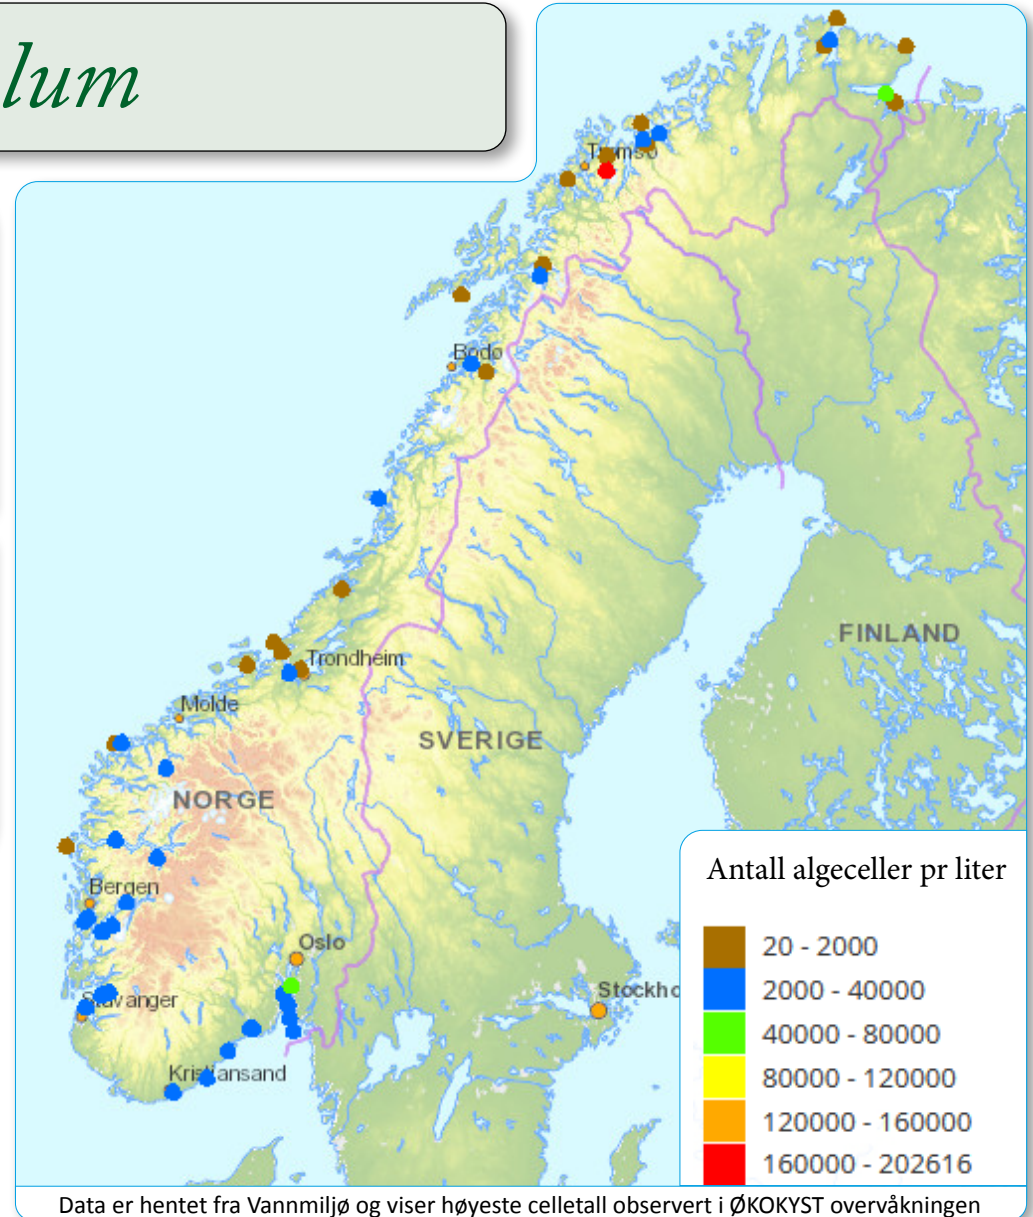 lum
Tromsø
Bodø
Trondheim
Molde
FINLAND
SVERIGE
NORGE
Bergen
Oslo
Stavanger
Stockho
Kristiansand
Antall algeceller pr liter
20 - 2000
2000 - 40000
40000 - 80000
80000 - 120000
120000 - 160000
160000 - 202616
Data er hentet fra Vannmiljø og viser høyeste celletall observert i ØKOKYST overvåkningen